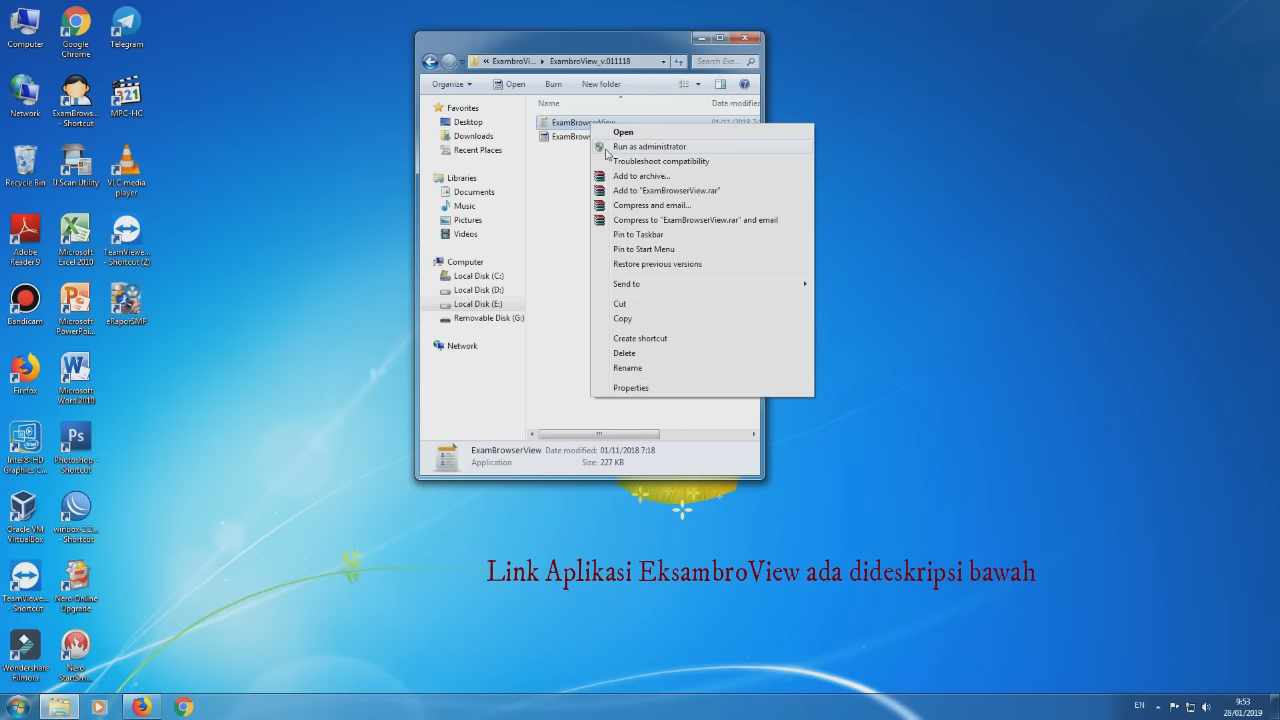 Computer
Google Chrome
Telegram
Network
ExamBrows... - Shortcut
MPC-HC
Recycle Bin
IJ Scan Utility
VLC media player
Adobe Reader 9
Microsoft Excel 2010
TeamViewe... - Shortcut (2)
Bandicam
Microsoft PowerPoi...
eRaporSMP
Firefox
Microsoft Word 2010
Intel® HD Graphics C...
Photoshop - Shortcut
Oracle VM VirtualBox
winbox-2.2... - Shortcut
TeamViewe... - Shortcut
Nero Online Upgrade
Wondershare Filmora
Nero StartSm...
« ExambroVi... ExambroView_v.011118
Search Exa...
Organize Open Burn New folder
Name Date modified
Favorites
Desktop
Downloads
Recent Places
Libraries
Documents
Music
Pictures
Videos
Computer
Local Disk (C:)
Local Disk (D:)
Local Disk (E:)
Removable Disk (G:)
Network
ExamBrowserView 01/11/2018 7:
ExamBrows
Open
Run as administrator
Troubleshoot compatibility
Add to archive...
Add to "ExamBrowserView.rar"
Compress and email...
Compress to "ExamBrowserView.rar" and email
Pin to Taskbar
Pin to Start Menu
Restore previous versions
Send to
Cut
Copy
Create shortcut
Delete
Rename
Properties
ExamBrowserView Date modified: 01/11/2018 7:18
Application Size: 227 KB
Link Aplikasi EksambroView ada dideskripsi bawah
EN
9:53
28/01/2019